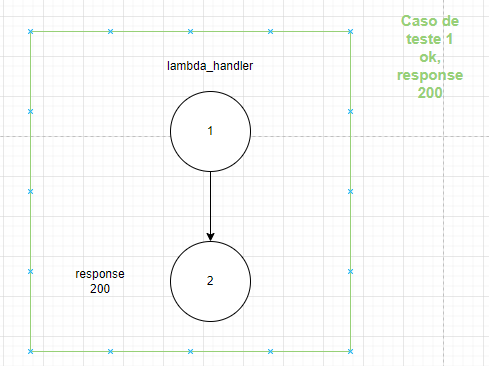 Caso de
teste 1
ok,
response
200
lambda_handler
1
response
200
2